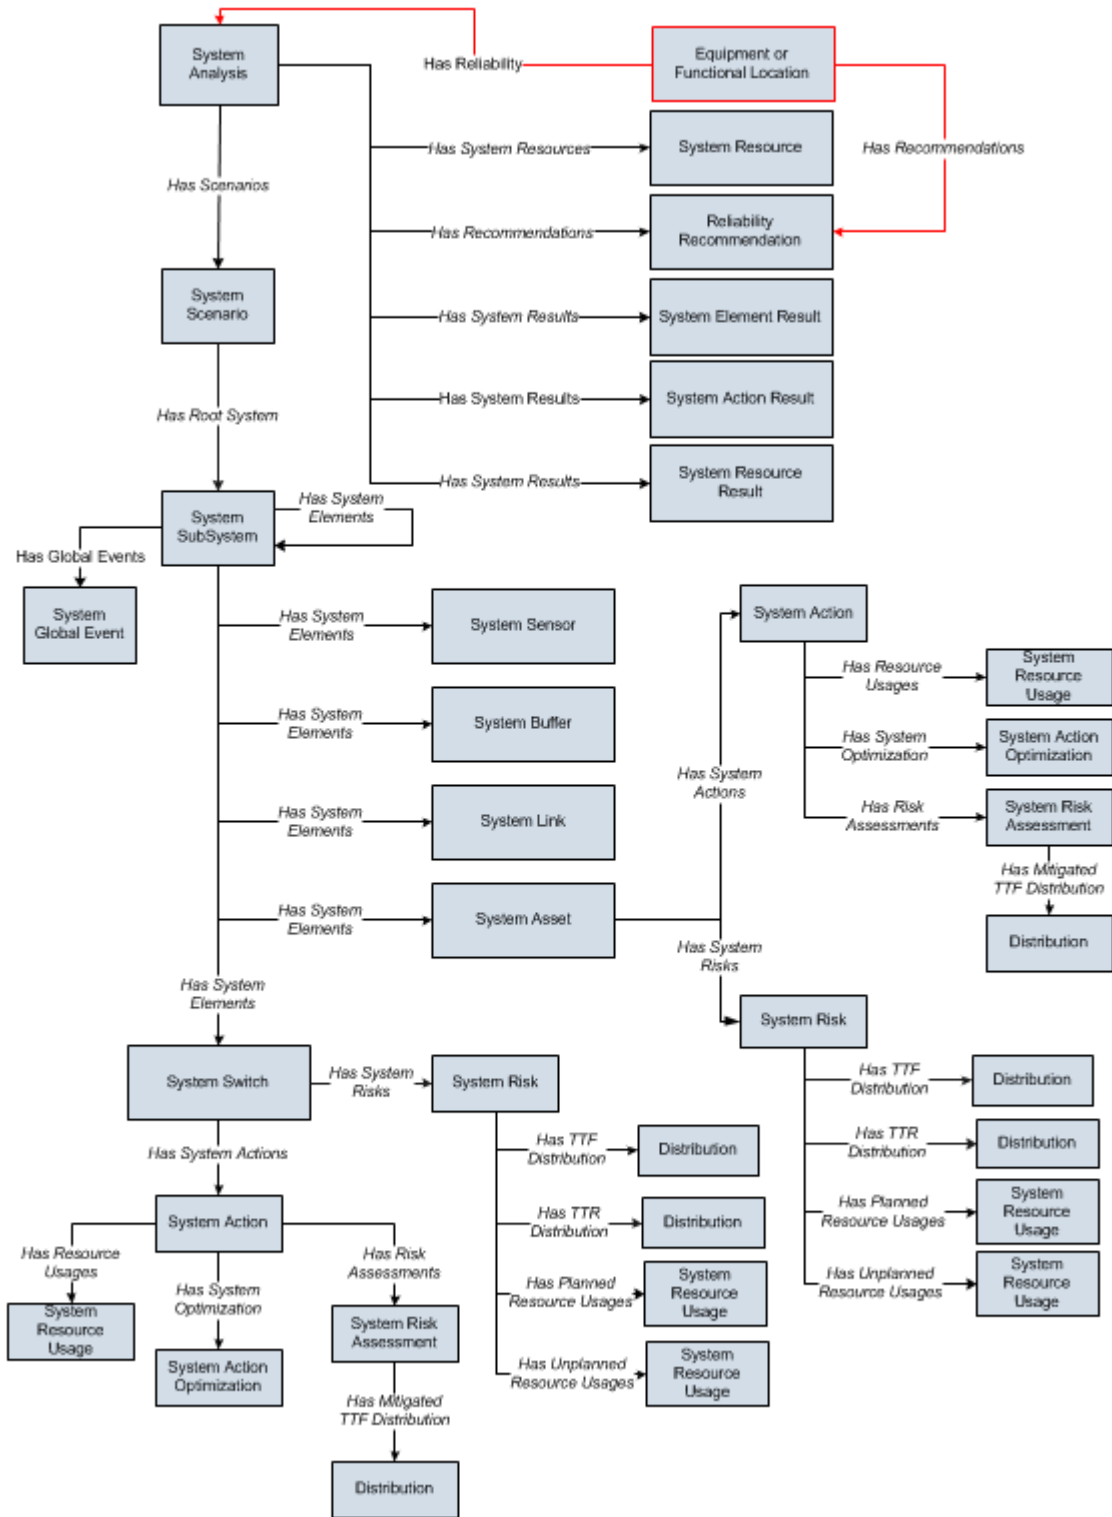 System
Analysis
Has Reliability
Equipment or
Functional Location
Has System Resources
System Resource
Has Recommendations
Has Scenarios
Has Recommendations
Reliability
Recommendation
System
Scenario
Has System Results
System Element Result
Has Root System
Has System Results
System Action Result
Has System Results
System Resource
Result
System
SubSystem
Has System
Elements
Has Global Events
System
Global Event
Has System
Elements
System Sensor
Has System
Elements
System Buffer
Has System
Elements
System Link
Has System
Elements
System Asset
Has System
Actions
System Action
Has Resource
Usages
System
Resource
Usage
Has System
Optimization
System Action
Optimization
Has Risk
Assessments
System Risk
Assessment
Has Mitigated
TTF Distribution
Distribution
Has System
Risks
System Risk
Has TTF
Distribution
Distribution
Has TTR
Distribution
Distribution
Has Planned
Resource Usages
System
Resource
Usage
Has Unplanned
Resource Usages
System
Resource
Usage
Has System
Elements
System Switch
Has System
Risks
System Risk
Has TTF
Distribution
Distribution
Has TTR
Distribution
Distribution
Has Planned
Resource Usages
System
Resource
Usage
Has Unplanned
Resource Usages
System
Resource
Usage
Has System Actions
System Action
Has Resource
Usages
System
Resource
Usage
Has System
Optimization
System Action
Optimization
Has Risk
Assessments
System Risk
Assessment
Has Mitigated
TTF Distribution
Distribution